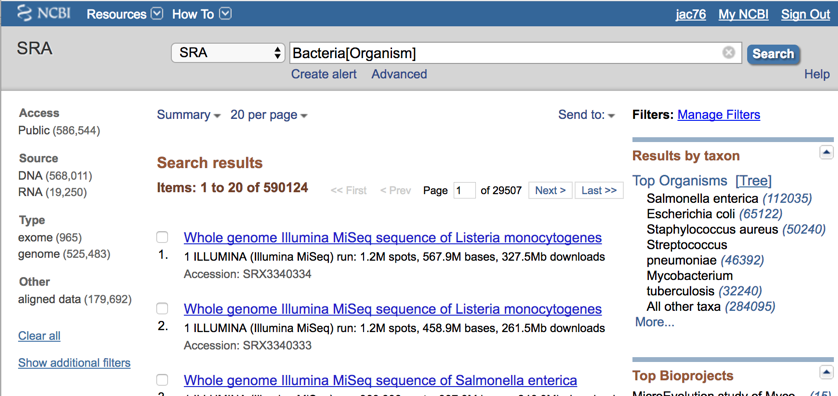 NCBI Resources How To jac76 My NCBI Sign Out
SRA SRA Bacteria[Organism] Search
Create alert Advanced Help
Access
Public (586,544)
Source
DNA (568,011)
RNA (19,250)
Type
exome (965)
genome (525,483)
Other
aligned data (179,692)
Clear all
Show additional filters
Summary 20 per page Send to:
Search results
Items: 1 to 20 of 590124 << First < Prev Page 1 of 29507 Next > Last >>
Whole genome Illumina MiSeq sequence of Listeria monocytogenes
1. 1 ILLUMINA (Illumina MiSeq) run: 1.2M spots, 567.9M bases, 327.5Mb downloads
Accession: SRX3340334
Whole genome Illumina MiSeq sequence of Listeria monocytogenes
2. 1 ILLUMINA (Illumina MiSeq) run: 1.2M spots, 458.9M bases, 261.5Mb downloads
Accession: SRX3340333
Whole genome Illumina MiSeq sequence of Salmonella enterica
Filters: Manage Filters
Results by taxon
Top Organisms [Tree]
Salmonella enterica (112035)
Escherichia coli (65122)
Staphylococcus aureus (50240)
Streptococcus
pneumoniae (46392)
Mycobacterium
tuberculosis (32240)
All other taxa (284095)
More...
Top Bioprojects